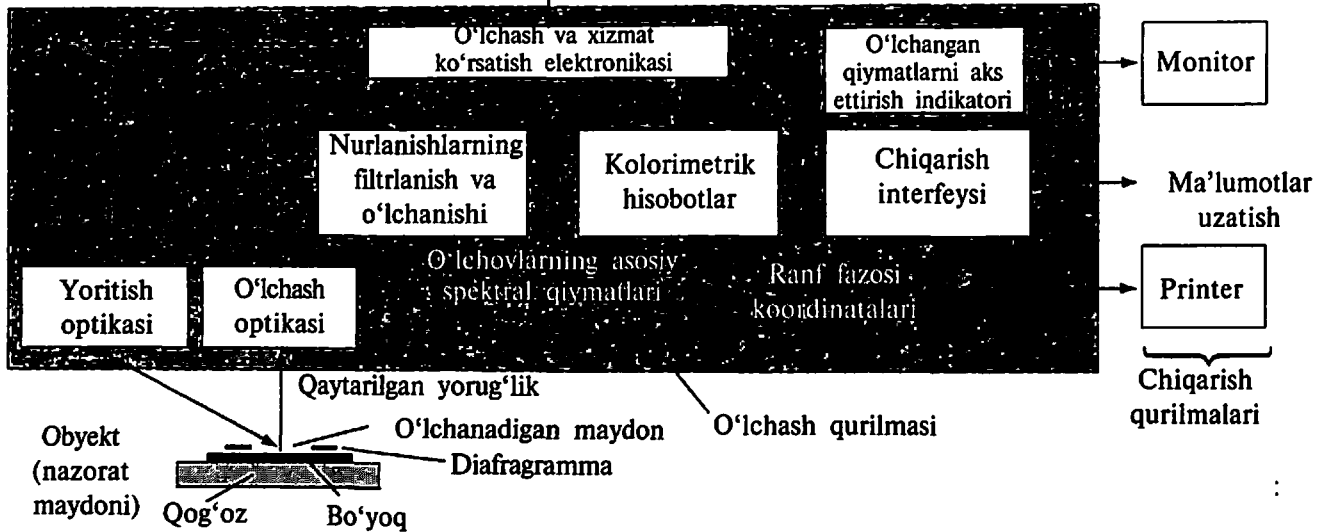 O‘lchash va xizmat
ko‘rsatish elektronikasi
O‘lchangan
qiymatlarni aks
ettirish indikatori
Monitor
Nurlanishlarning
filtrlanish va
o‘lchanishi
Kolorimetrik
hisobotlar
Chiqarish
interfeysi
Ma’lumotlar
uzatish
O‘lchovlarning asosiy
spektral qiymatlari
Ranf fazosi
koordinatalari
Yoritish
optikasi
O‘lchash
optikasi
Printer
Chiqarish
qurilmalari
Qaytarilgan yorug‘lik
O‘lchanadigan maydon
O‘lchash qurilmasi
Diafragramma
Obyekt
(nazorat
maydoni)
Qog‘oz
Bo‘yoq